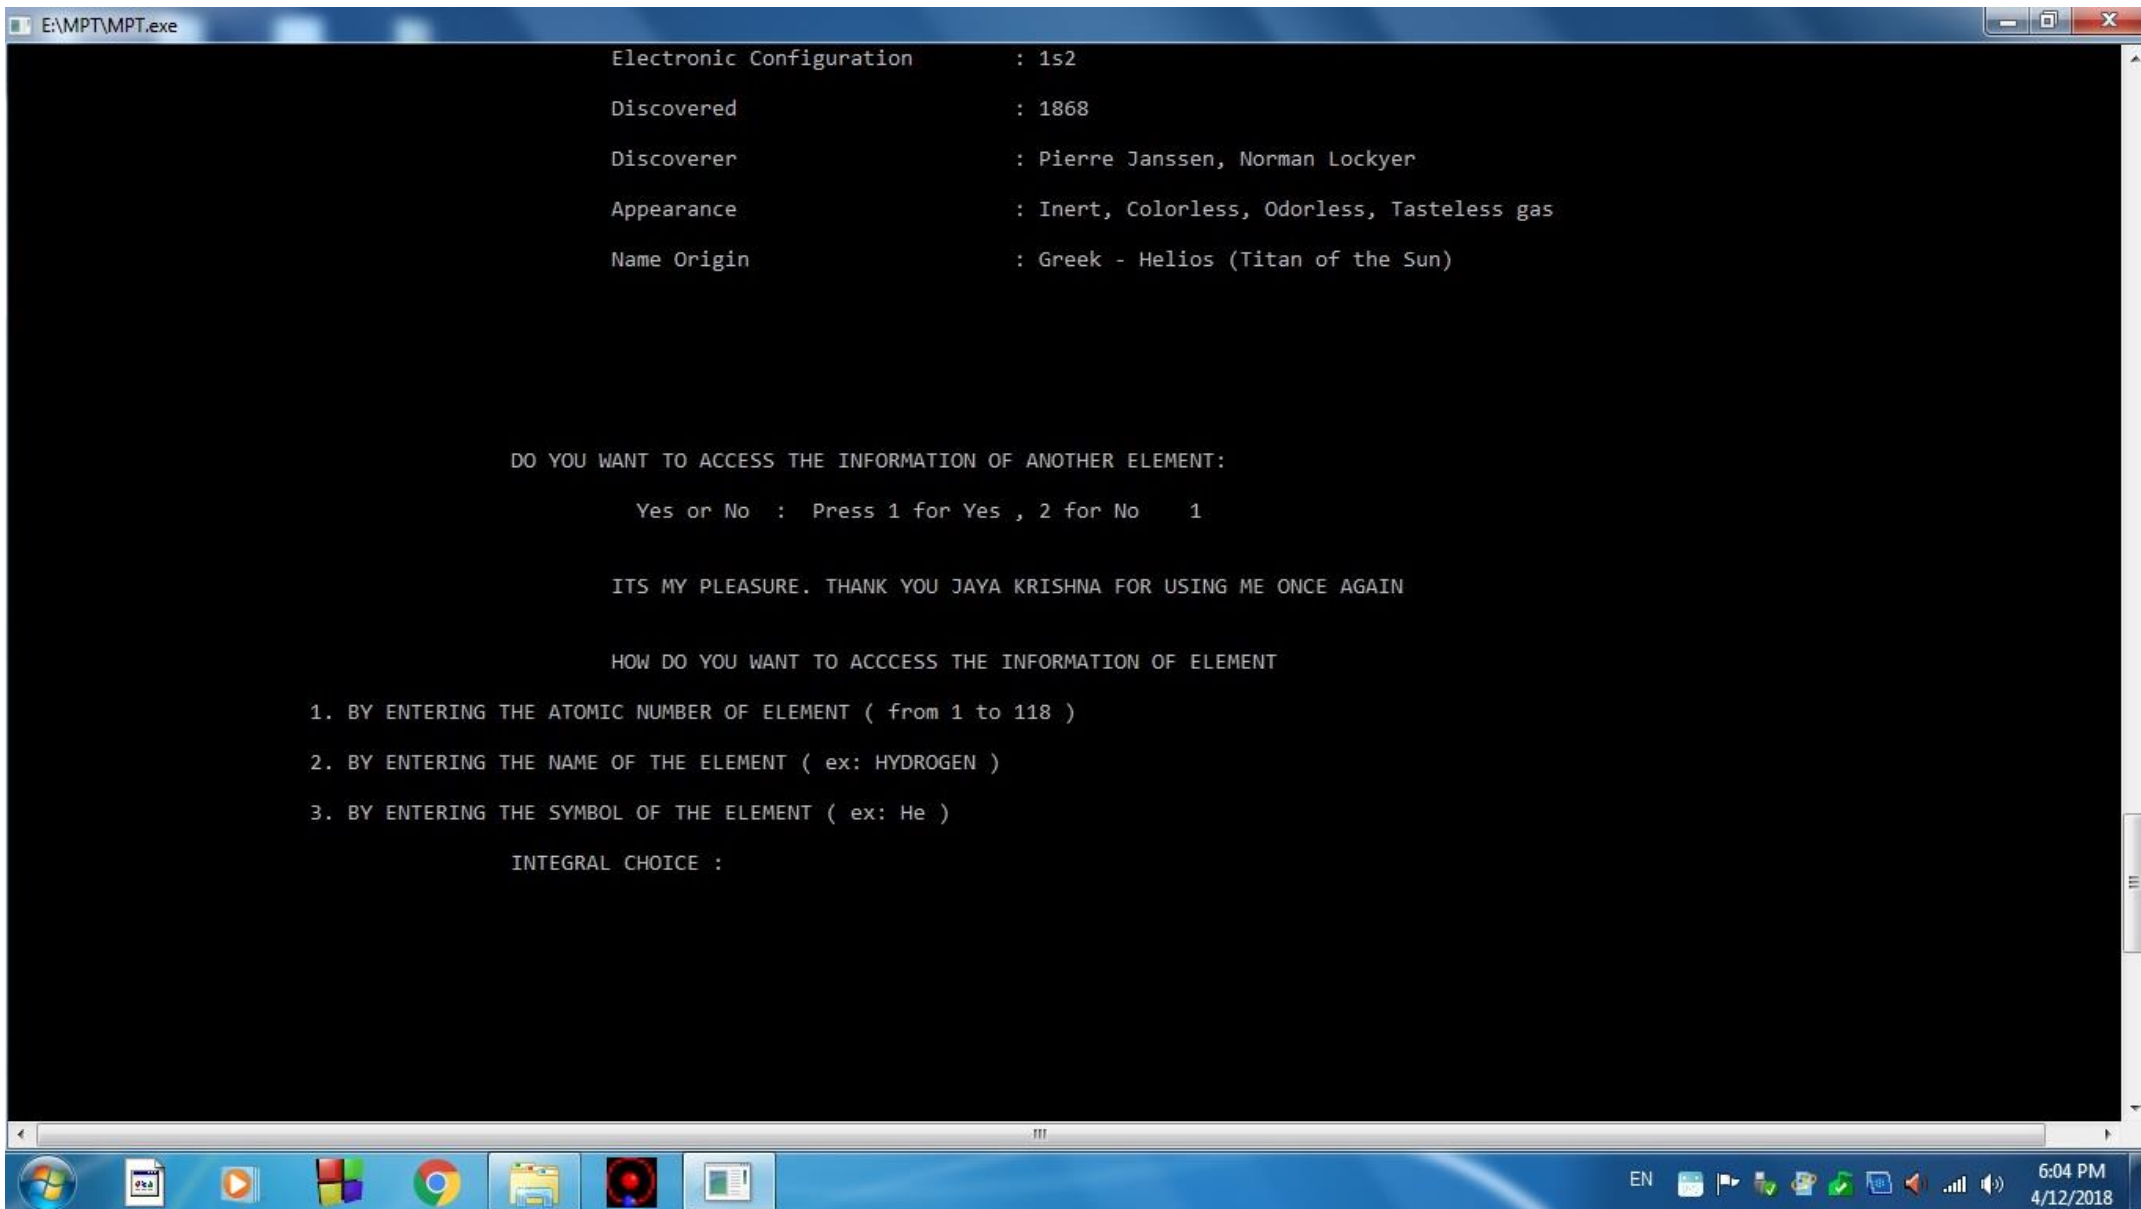 E:\MPT\MPT.exe
Electronic Configuration : 1s2
Discovered : 1868
Discoverer : Pierre Janssen, Norman Lockyer
Appearance : Inert, Colorless, Odorless, Tasteless gas
Name Origin : Greek - Helios (Titan of the Sun)
DO YOU WANT TO ACCESS THE INFORMATION OF ANOTHER ELEMENT:
Yes or No : Press 1 for Yes , 2 for No 1
ITS MY PLEASURE. THANK YOU JAYA KRISHNA FOR USING ME ONCE AGAIN
HOW DO YOU WANT TO ACCCESS THE INFORMATION OF ELEMENT
1. BY ENTERING THE ATOMIC NUMBER OF ELEMENT ( from 1 to 118 )
2. BY ENTERING THE NAME OF THE ELEMENT ( ex: HYDROGEN )
3. BY ENTERING THE SYMBOL OF THE ELEMENT ( ex: He )
INTEGRAL CHOICE :
EN
6:04 PM
4/12/2018